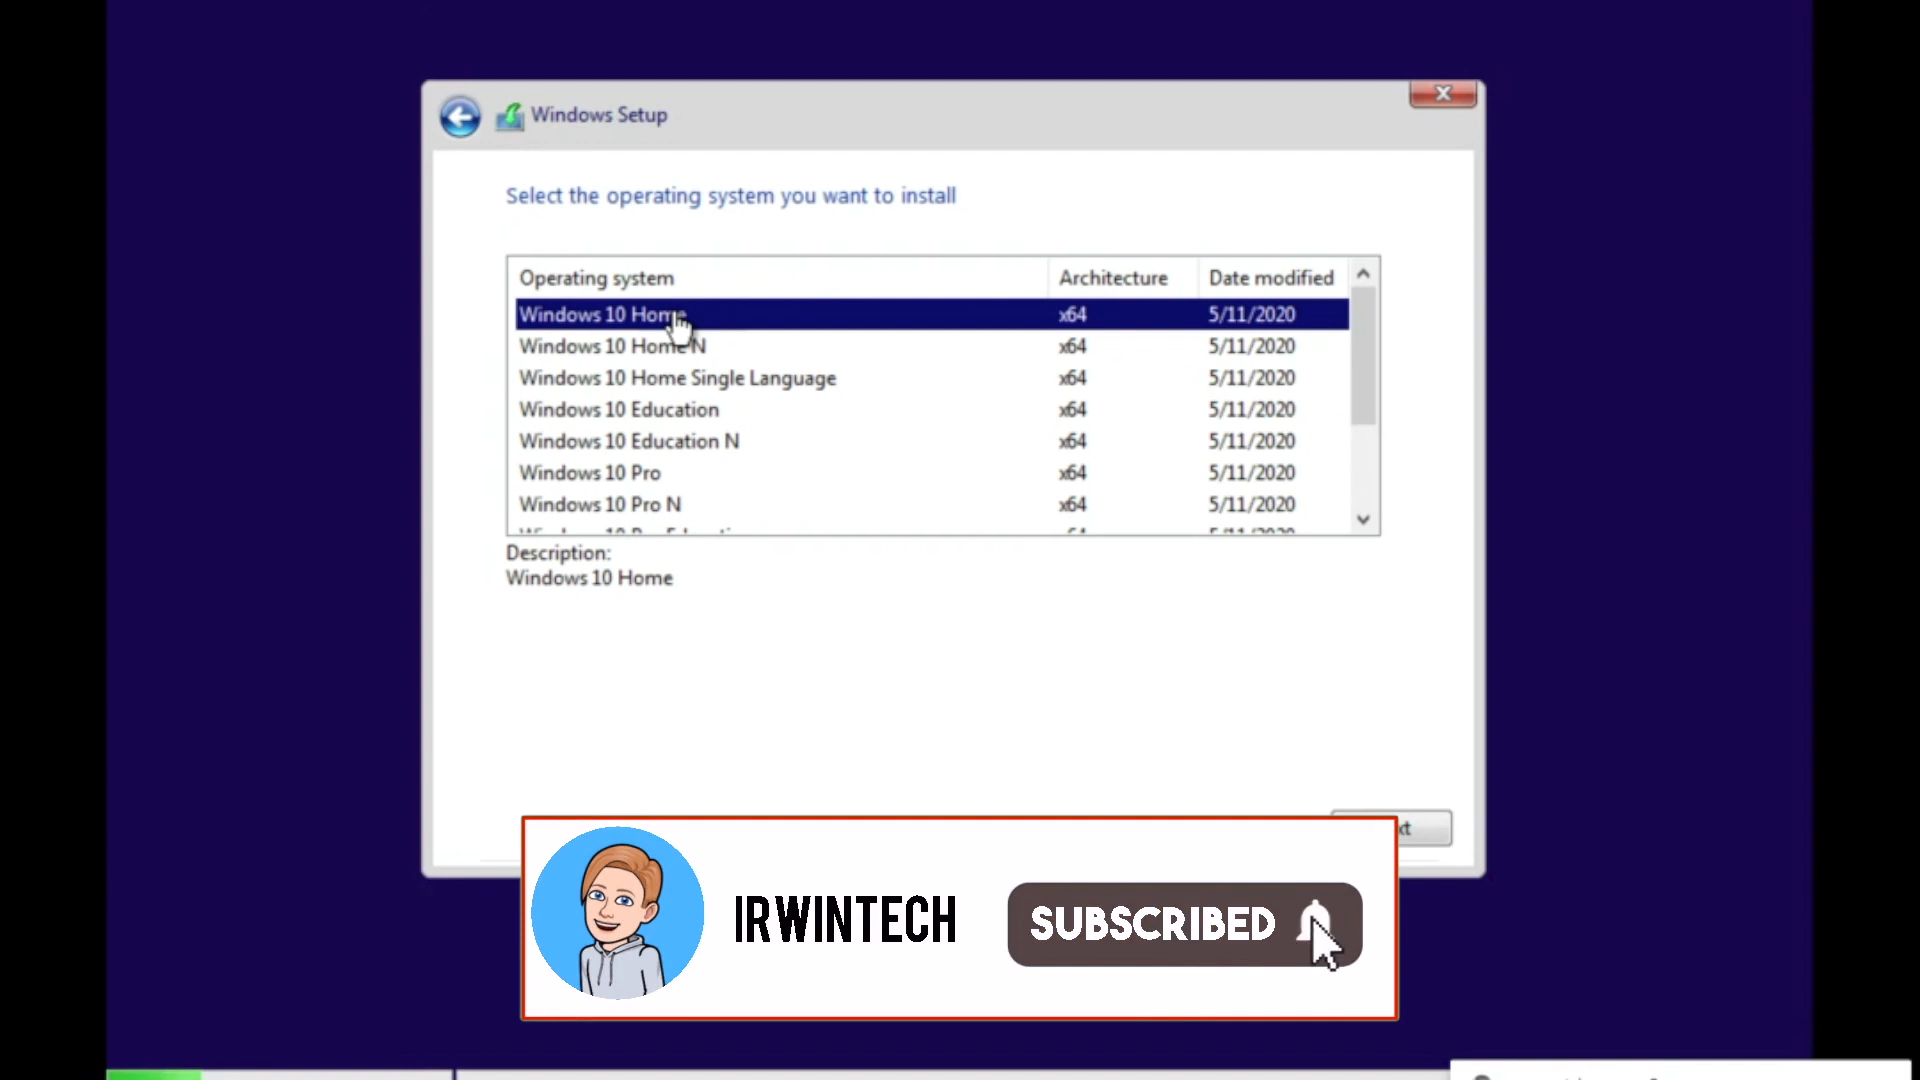 Windows Setup
Select the operating system you want to install
Operating system Architecture Date modified
Windows 10 Home x64 5/11/2020
Windows 10 Home N x64 5/11/2020
Windows 10 Home Single Language x64 5/11/2020
Windows 10 Education x64 5/11/2020
Windows 10 Education N x64 5/11/2020
Windows 10 Pro x64 5/11/2020
Windows 10 Pro N x64 5/11/2020
Description:
Windows 10 Home
IRWINTECH
SUBSCRIBED